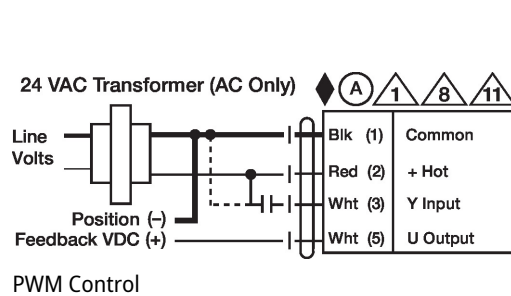 24 VAC Transformer (AC Only)
A 1 8 11
Line
Volts
Blk (1) Common
Red (2) + Hot
Wht (3) Y Input
Position (–)
Feedback VDC (+)
Wht (5) U Output
PWM Control